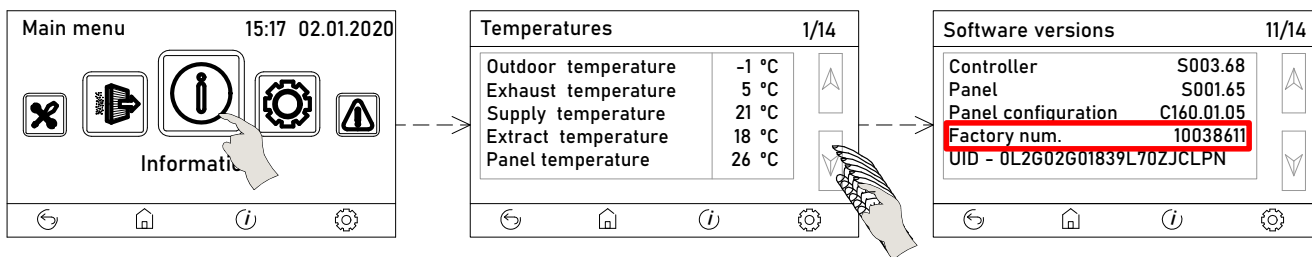 Main menu 15:17 02.01.2020
Information
Temperatures 1/14
Outdoor temperature -1 °C
Exhaust temperature 5 °C
Supply temperature 21 °C
Extract temperature 18 °C
Panel temperature 26 °C
Software versions 11/14
Controller S003.68
Panel S001.65
Panel configuration C160.01.05
Factory num. 10038611
UID - 0L2G02G01839L70ZJCLPN